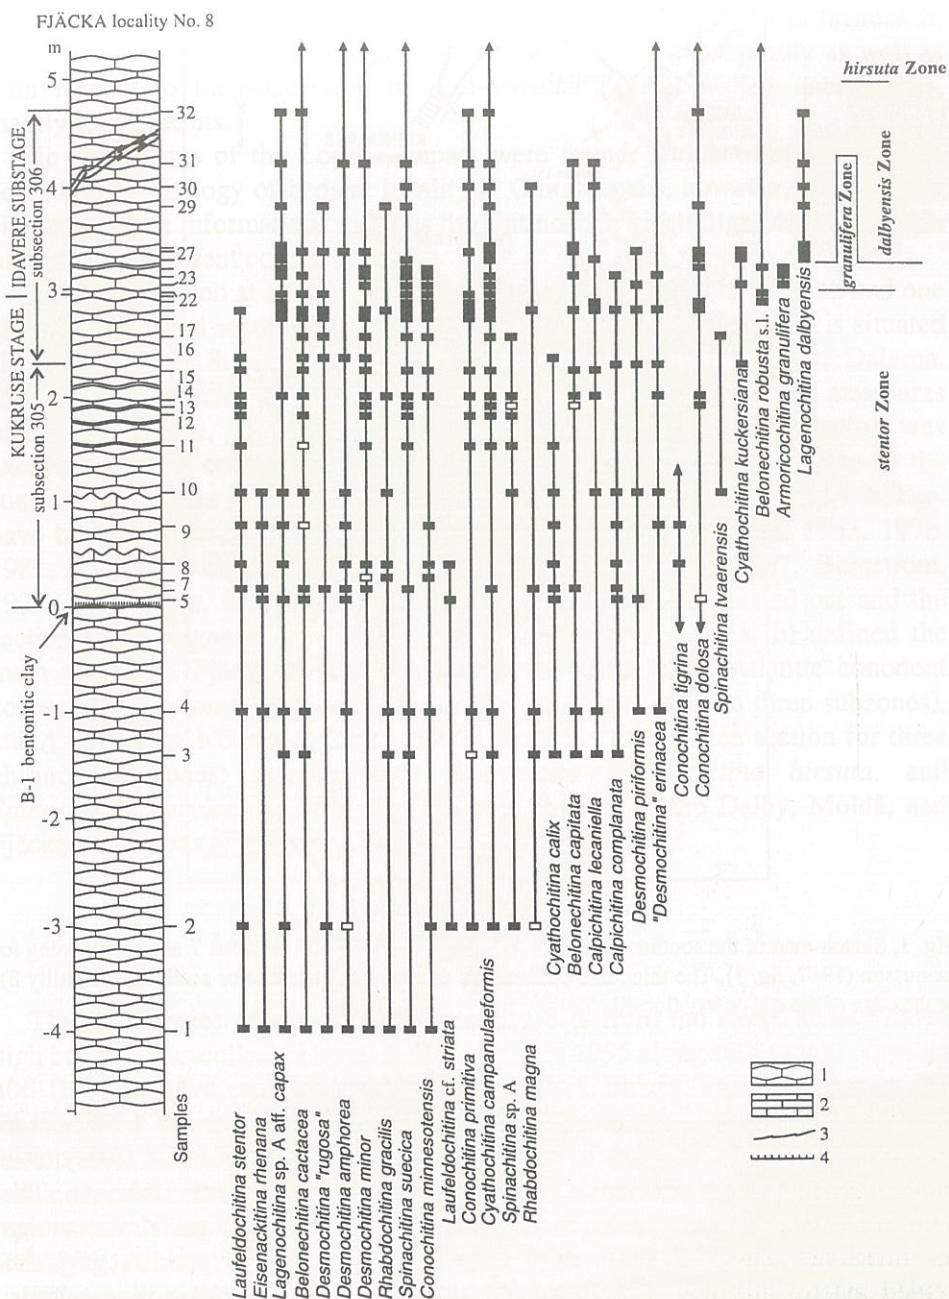 FJÄCKA locality No. 8
m
5
4
3
2
1
0
-1
-2
-3
-4
IDAVERE SUBSTAGE
subsection 306
KUKRUSE STAGE
subsection 305
B-1 bentonitic clay
32
31
30
29
27
23
22
17
16
15
14
13
12
11
10
9
8
7
5
4
3
2
1
Samples
Laufeldochitina stentor
Eisenackitina rhenana
Lagenochitina sp. A aff. capax
Belonechitina cactacea
Desmochitina "rugosa"
Desmochitina amphorea
Desmochitina minor
Rhabdochitina gracilis
Spinachitina suecica
Conochitina minnesotensis
Laufeldochitina cf. striata
Conochitina primitiva
Cyathochitina campanulaeformis
Spinachitina sp. A
Rhabdochitina magna
Cyathochitina calix
Belonechitina capitata
Calpichitina lecaniella
Calpichitina complanata
Desmochitina piriformis
"Desmochitina" erinacea
Conochitina tigrina
Conochitina dolosa
Spinachitina tvaerensis
Cyathochitina kuckersiana
Belonechitina robusta s.l.
Armoricochitina granulifera
Lagenochitina dalbyensis
hirsuta Zone
granulifera Zone
dalbyensis Zone
stentor Zone
1
2
3
4